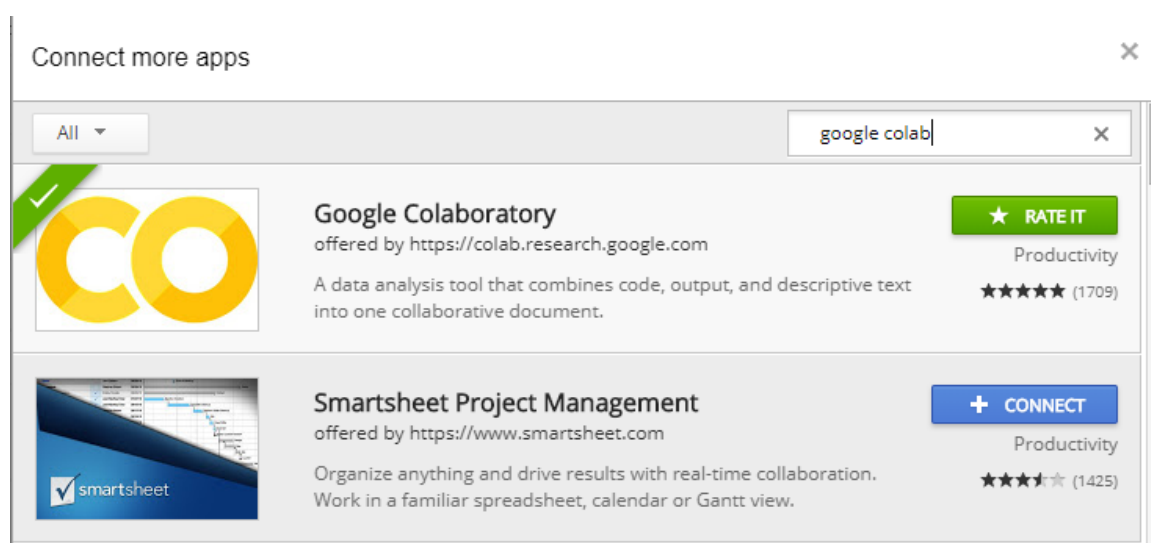 Connect more apps
All
google colab
Google Colaboratory
offered by https://colab.research.google.com
A data analysis tool that combines code, output, and descriptive text
into one collaborative document.
RATE IT
Productivity
(1709)
smartsheet
Smartsheet Project Management
offered by https://www.smartsheet.com
Organize anything and drive results with real-time collaboration.
Work in a familiar spreadsheet, calendar or Gantt view.
CONNECT
Productivity
(1425)